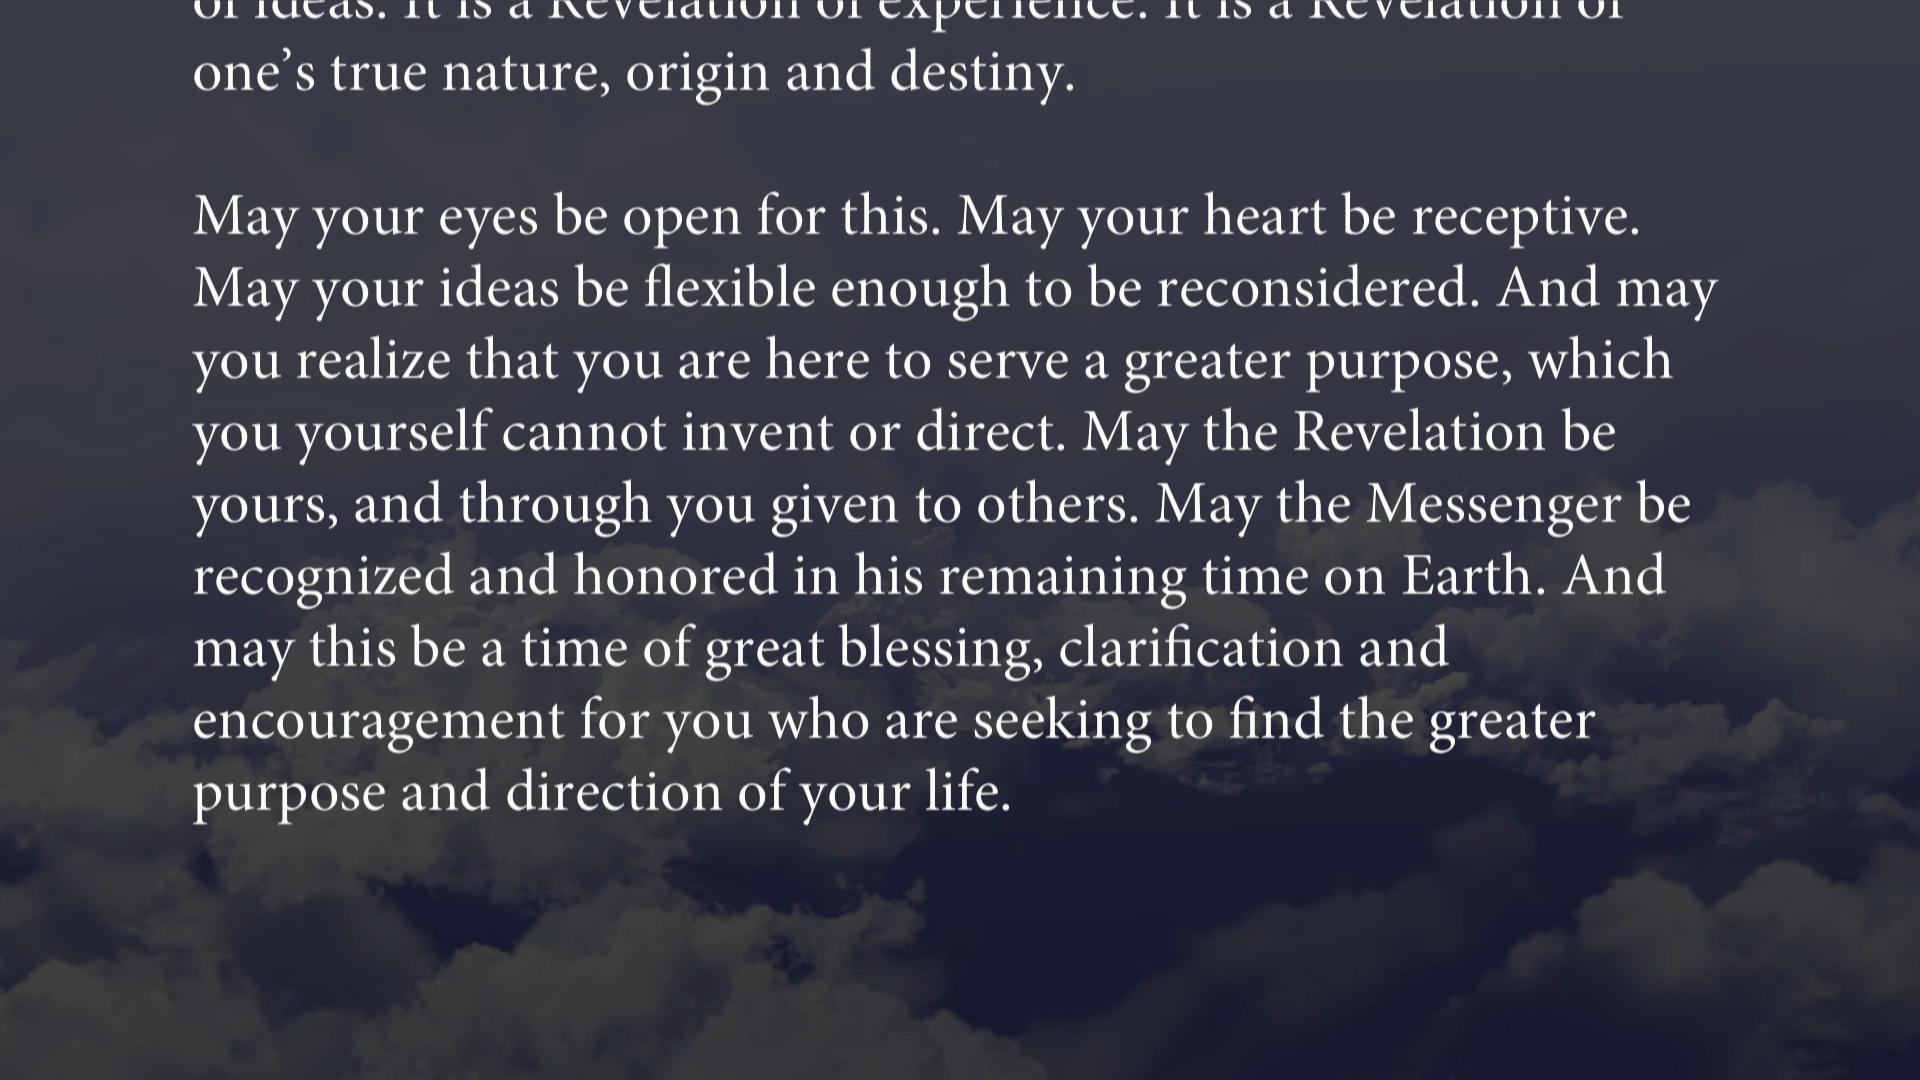 of ideas. It is a Revelation of experience. It is a Revelation of
one’s true nature, origin and destiny.
May your eyes be open for this. May your heart be receptive.
May your ideas be flexible enough to be reconsidered. And may
you realize that you are here to serve a greater purpose, which
you yourself cannot invent or direct. May the Revelation be
yours, and through you given to others. May the Messenger be
recognized and honored in his remaining time on Earth. And
may this be a time of great blessing, clarification and
encouragement for you who are seeking to find the greater
purpose and direction of your life.